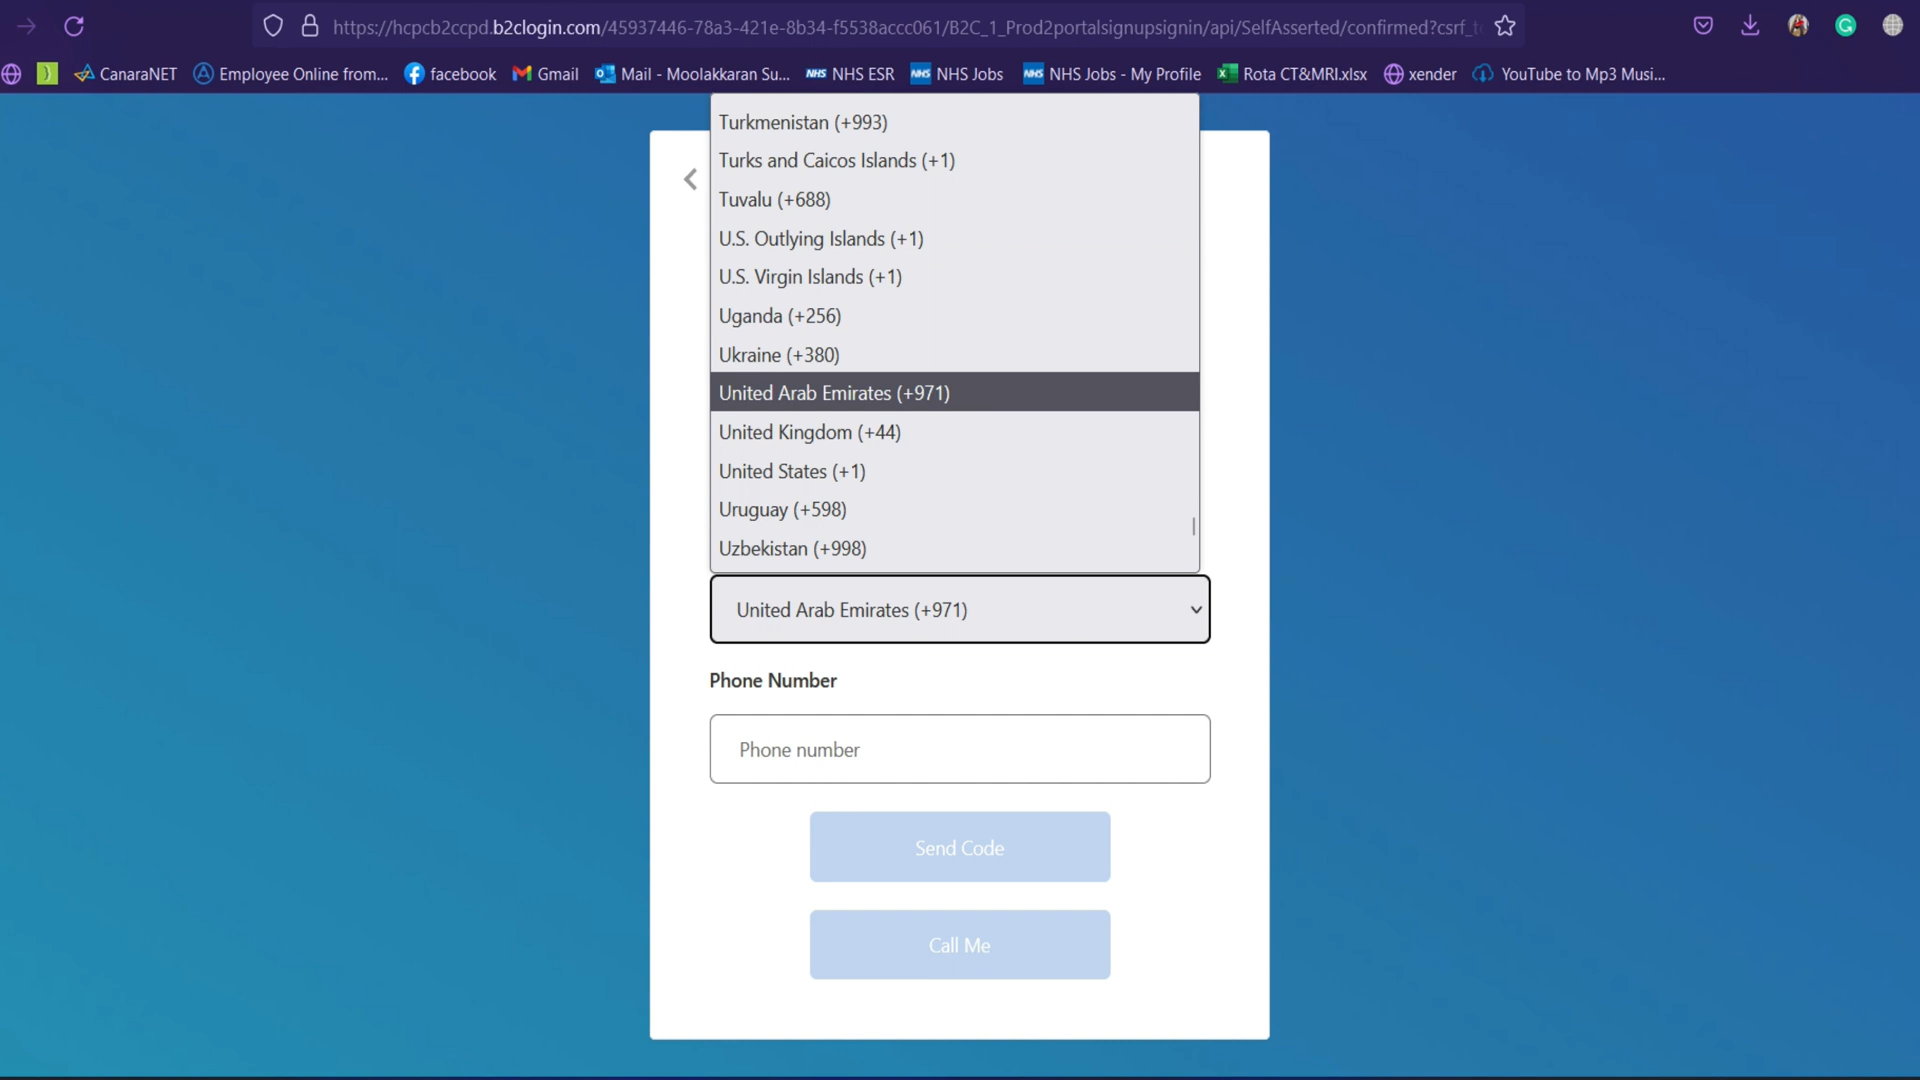 https://hcpcb2ccpd.b2clogin.com/45937446-78a3-421e-8b34-f5538accc061/B2C_1_Prod2portalsignupsignin/api/SelfAsserted/confirmed?csrf_t
CanaraNET
Employee Online from...
facebook
Gmail
Mail - Moolakkaran Su...
NHS NHS ESR
NHS NHS Jobs
NHS NHS Jobs - My Profile
Rota CT&MRI.xlsx
xender
YouTube to Mp3 Musi...
Turkmenistan (+993)
Turks and Caicos Islands (+1)
Tuvalu (+688)
U.S. Outlying Islands (+1)
U.S. Virgin Islands (+1)
Uganda (+256)
Ukraine (+380)
United Arab Emirates (+971)
United Kingdom (+44)
United States (+1)
Uruguay (+598)
Uzbekistan (+998)
United Arab Emirates (+971)
Phone Number
Phone number
Send Code
Call Me